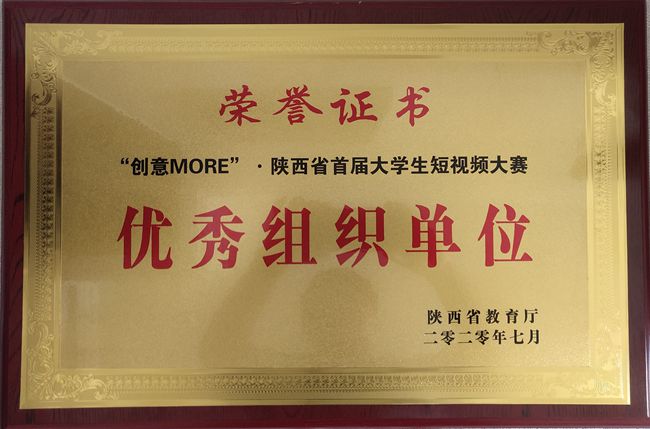 荣誉证书
“创意MORE”·陕西省首届大学生短视频大赛
优秀组织单位
陕西省教育厅
二零二零年七月